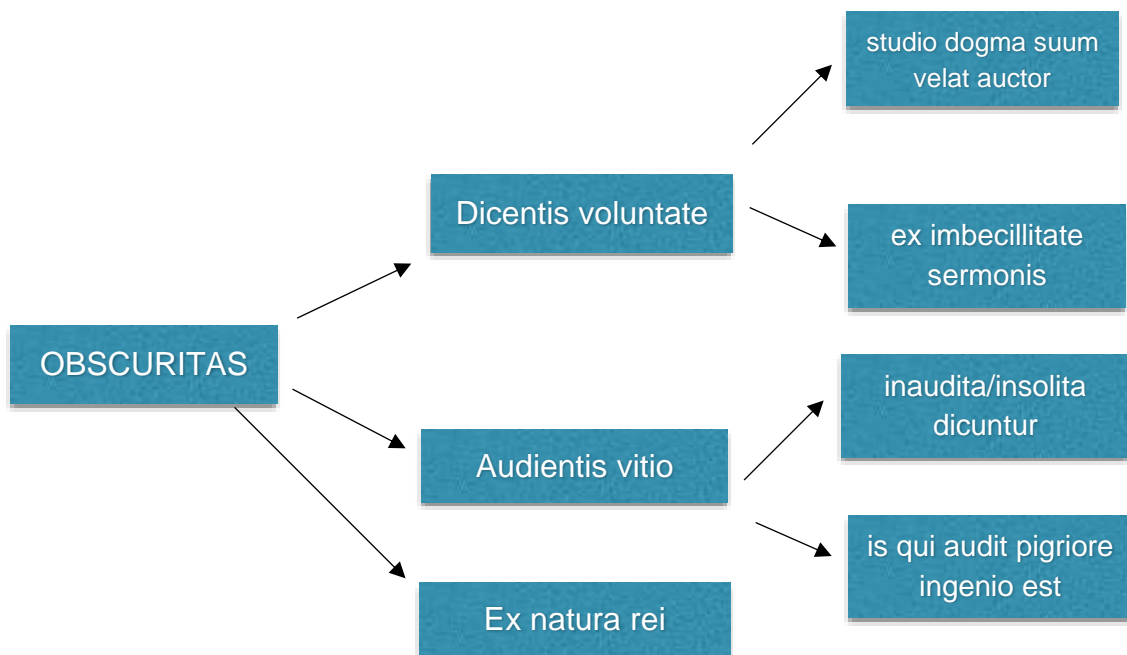 OBSCURITAS
Dicentis voluntate
studio dogma suum
velat auctor
ex imbecillitate
sermonis
Audientis vitio
inaudita/insolita
dicuntur
is qui audit pigriore
ingenio est
Ex natura rei